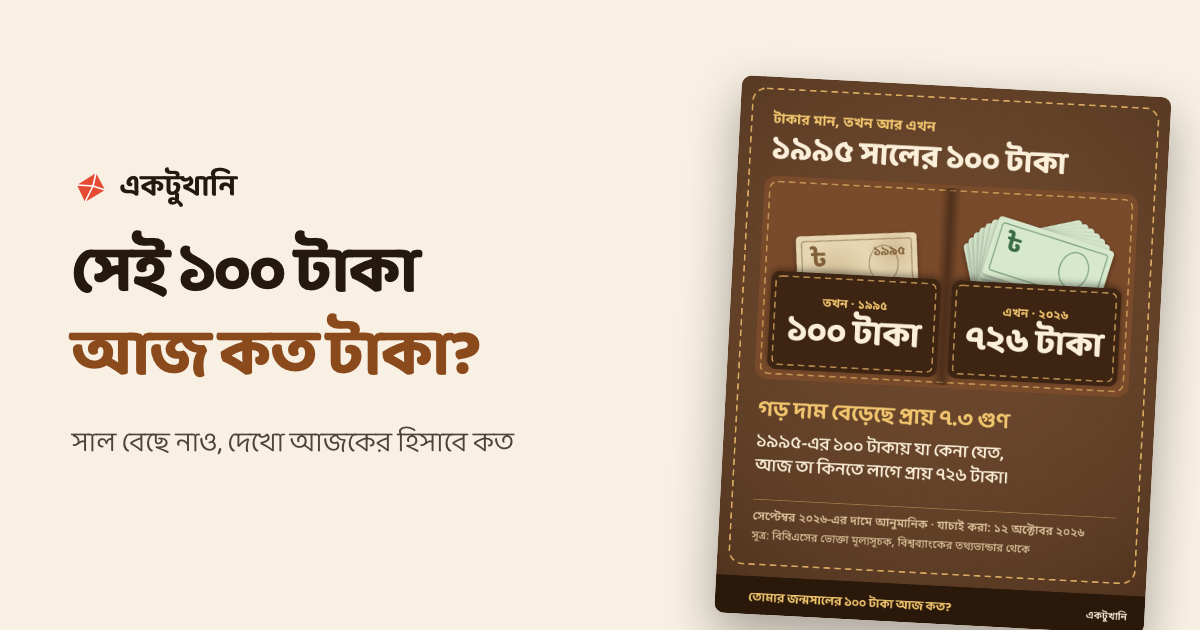 একটুখানি
সেই ১০০ টাকা
আজ কত টাকা?
সাল বেছে নাও, দেখো আজকের হিসাবে কত
টাকার মান, তখন আর এখন
১৯৯৫ সালের ১০০ টাকা
৳
১৯৯৫
৳
তখন · ১৯৯৫
১০০ টাকা
এখন · ২০২৬
৭২৬ টাকা
গড় দাম বেড়েছে প্রায় ৭.৩ গুণ
১৯৯৫-এর ১০০ টাকায় যা কেনা যেত,
আজ তা কিনতে লাগে প্রায় ৭২৬ টাকা।
সেপ্টেম্বর ২০২৬-এর দামে আনুমানিক · যাচাই করা: ১২ অক্টোবর ২০২৬
সূত্র: বিবিএসের ভোক্তা মূল্যসূচক, বিশ্বব্যাংকের তথ্যভান্ডার থেকে
তোমার জন্মসালের ১০০ টাকা আজ কত?
একটুখানি